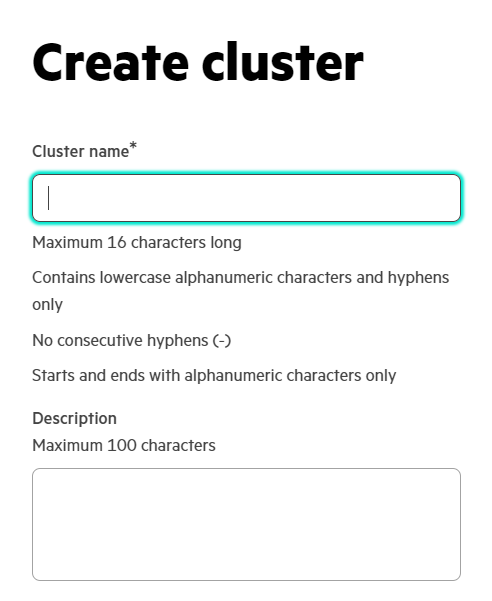 Create cluster
Cluster name*
Maximum 16 characters long
Contains lowercase alphanumeric characters and hyphens
only
No consecutive hyphens (-)
Starts and ends with alphanumeric characters only
Description
Maximum 100 characters